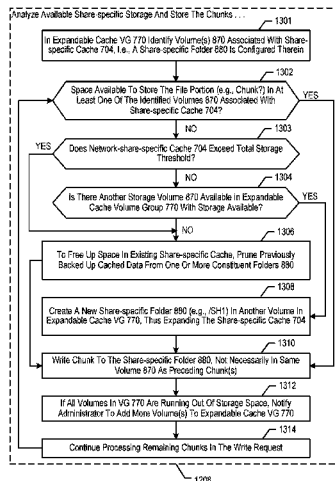 Analyze Available Share-specific Storage And Store The Chunks . . .
1301
In Expandable Cache VG 770 Identify Volume(s) 870 Associated With Share-
specific Cache 704, I.e., A Share-specific Folder 880 Is Configured Therein
1302
Space Available To Store The File Portion (e.g., Chunk?) In At
Least One Of The Identified Volumes 870 Associated With
Share-specific Cache 704?
YES
NO
1303
YES
Does Network-share-specific Cache 704 Exceed Total Storage
Threshold?
NO
1304
Is There Another Storage Volume 870 Available In Expandable
Cache Volume Group 770 With Storage Available?
YES
NO
1306
To Free Up Space In Existing Share-specific Cache, Prune Previously
Backed Up Cached Data From One Or More Constituent Folders 880
1308
Create A New Share-specific Folder 880 (e.g., /SH1) In Another Volume In
Expandable Cache VG 770, Thus Expanding The Share-specific Cache 704
1310
Write Chunk To The Share-specific Folder 880, Not Necessarily In Same
Volume 870 As Preceding Chunk(s)
1312
If All Volumes In VG 770 Are Running Out Of Storage Space, Notify
Administrator To Add More Volume(s) To Expandable Cache VG 770
1314
Continue Processing Remaining Chunks In The Write Request
1208